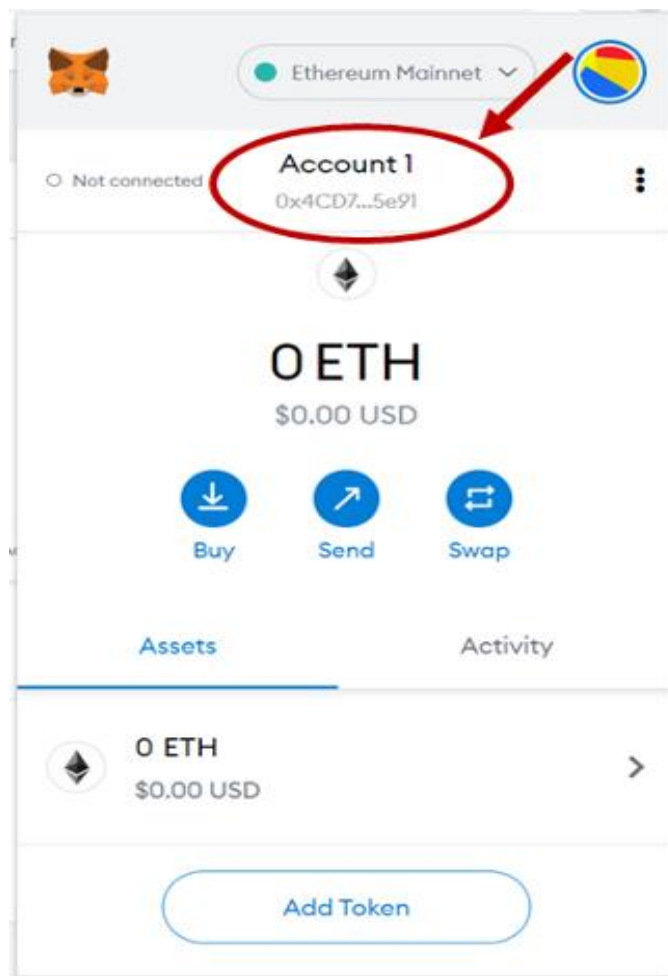 Ethereum Mainnet
Not connected
Account 1
0x4CD7...5e91
0 ETH
$0.00 USD
Buy
Send
Swap
Assets
Activity
0 ETH
$0.00 USD
Add Token